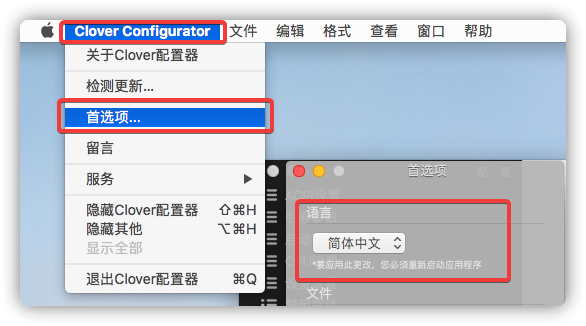 Clover Configurator 文件 编辑 格式 查看 窗口 帮助
关于Clover配置器
检测更新...
首选项...
留言
服务
隐藏Clover配置器 ⇧⌘H
隐藏其他 ⌥⌘H
显示全部
退出Clover配置器 ⌘Q
首选项
语言
简体中文
*要应用此更改，您必须重新启动应用程序
文件